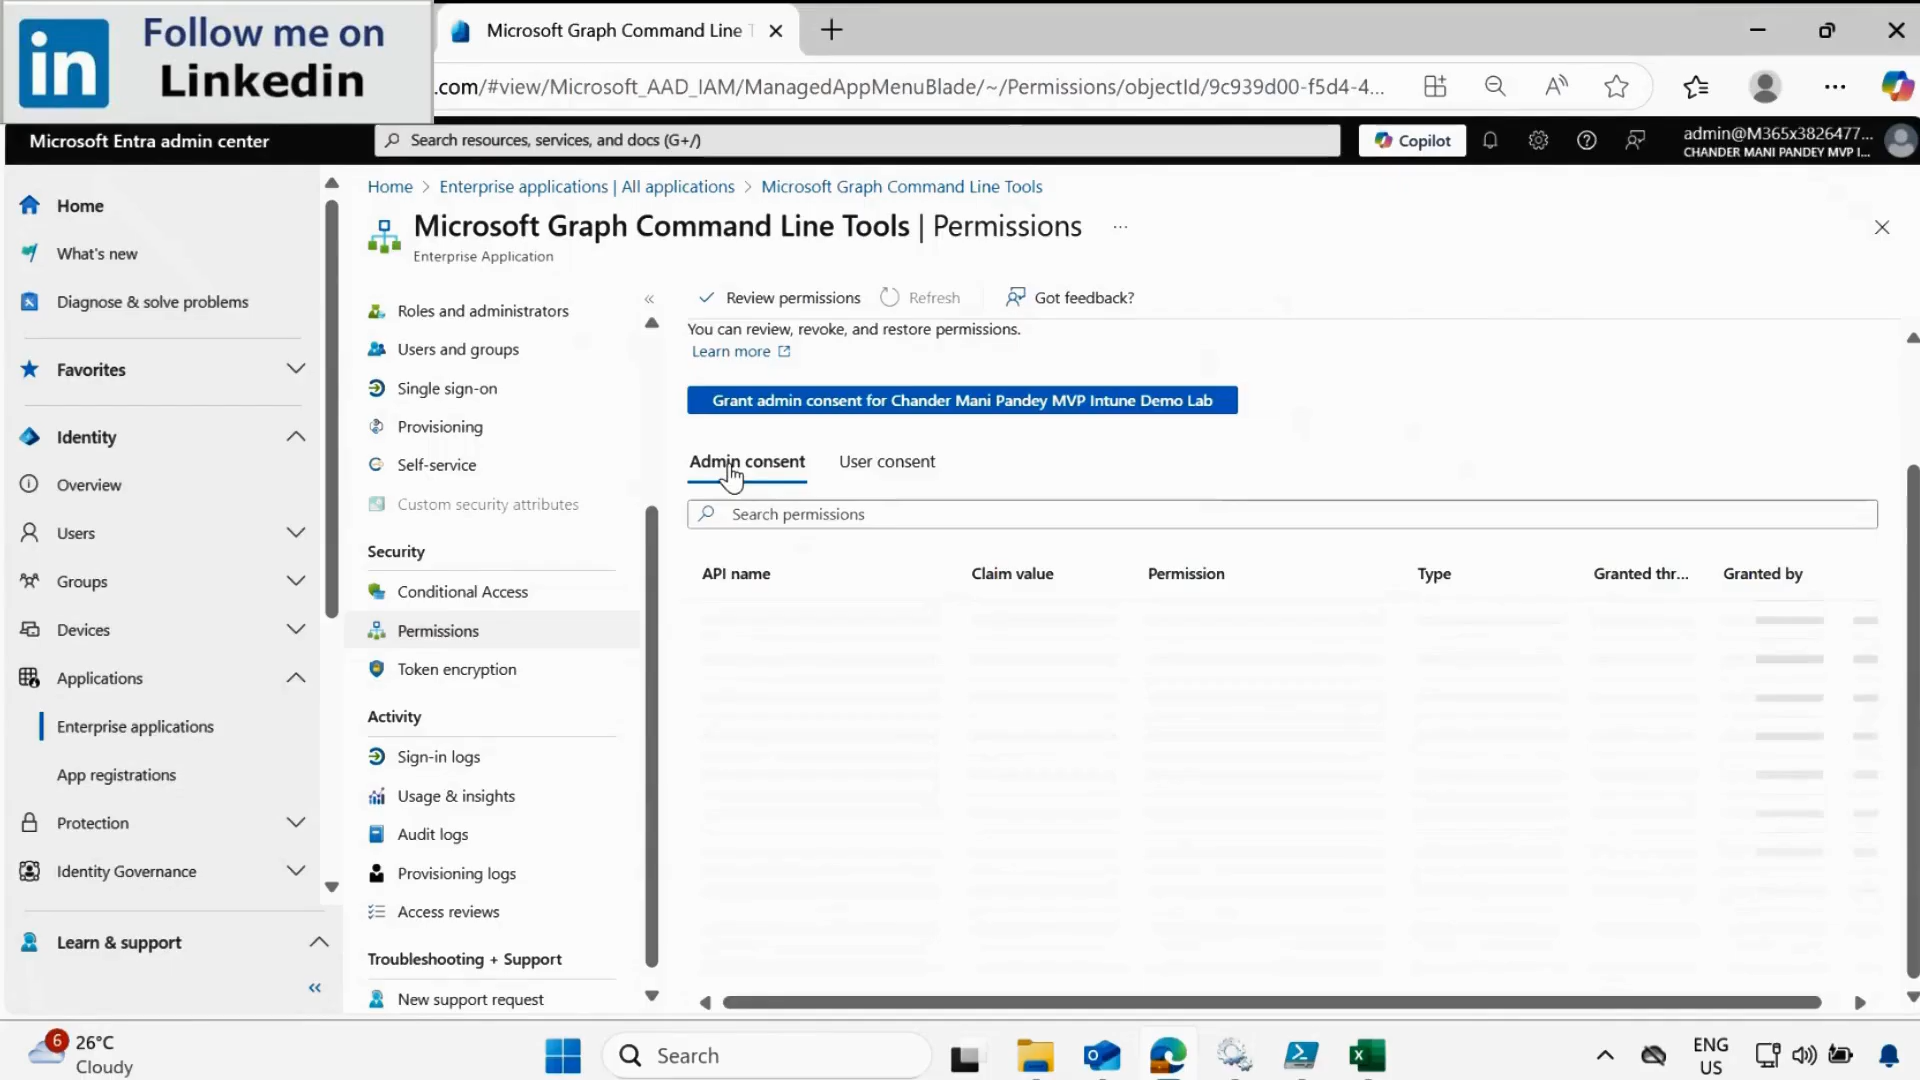 in
Follow me on
Linkedin
Microsoft Graph Command Line T
.com/#view/Microsoft_AAD_IAM/ManagedAppMenuBlade/~/Permissions/objectId/9c939d00-f5d4-4...
Microsoft Entra admin center
Search resources, services, and docs (G+/)
Copilot
admin@M365x3826477...
CHANDER MANI PANDEY MVP I...
Home > Enterprise applications | All applications > Microsoft Graph Command Line Tools
Microsoft Graph Command Line Tools | Permissions ...
Enterprise Application
Home
What's new
Diagnose & solve problems
Favorites
Identity
Overview
Users
Groups
Devices
Applications
Enterprise applications
App registrations
Protection
Identity Governance
Learn & support
Roles and administrators
Users and groups
Single sign-on
Provisioning
Self-service
Custom security attributes
Security
Conditional Access
Permissions
Token encryption
Activity
Sign-in logs
Usage & insights
Audit logs
Provisioning logs
Access reviews
Troubleshooting + Support
New support request
Review permissions
Refresh
Got feedback?
You can review, revoke, and restore permissions.
Learn more
Grant admin consent for Chander Mani Pandey MVP Intune Demo Lab
Admin consent
User consent
Search permissions
API name
Claim value
Permission
Type
Granted thr...
Granted by
6
26°C
Cloudy
Search
ENG
US